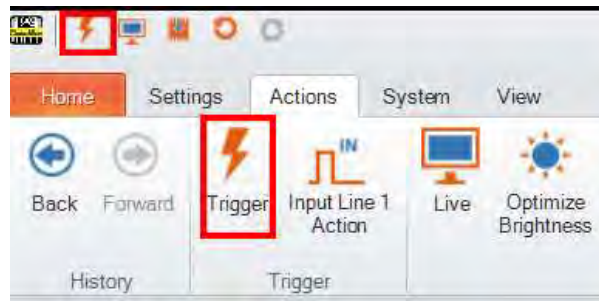 Home Settings Actions System View
IN
Back Forward Trigger Input Line 1 Action Live Optimize Brightness
History Trigger